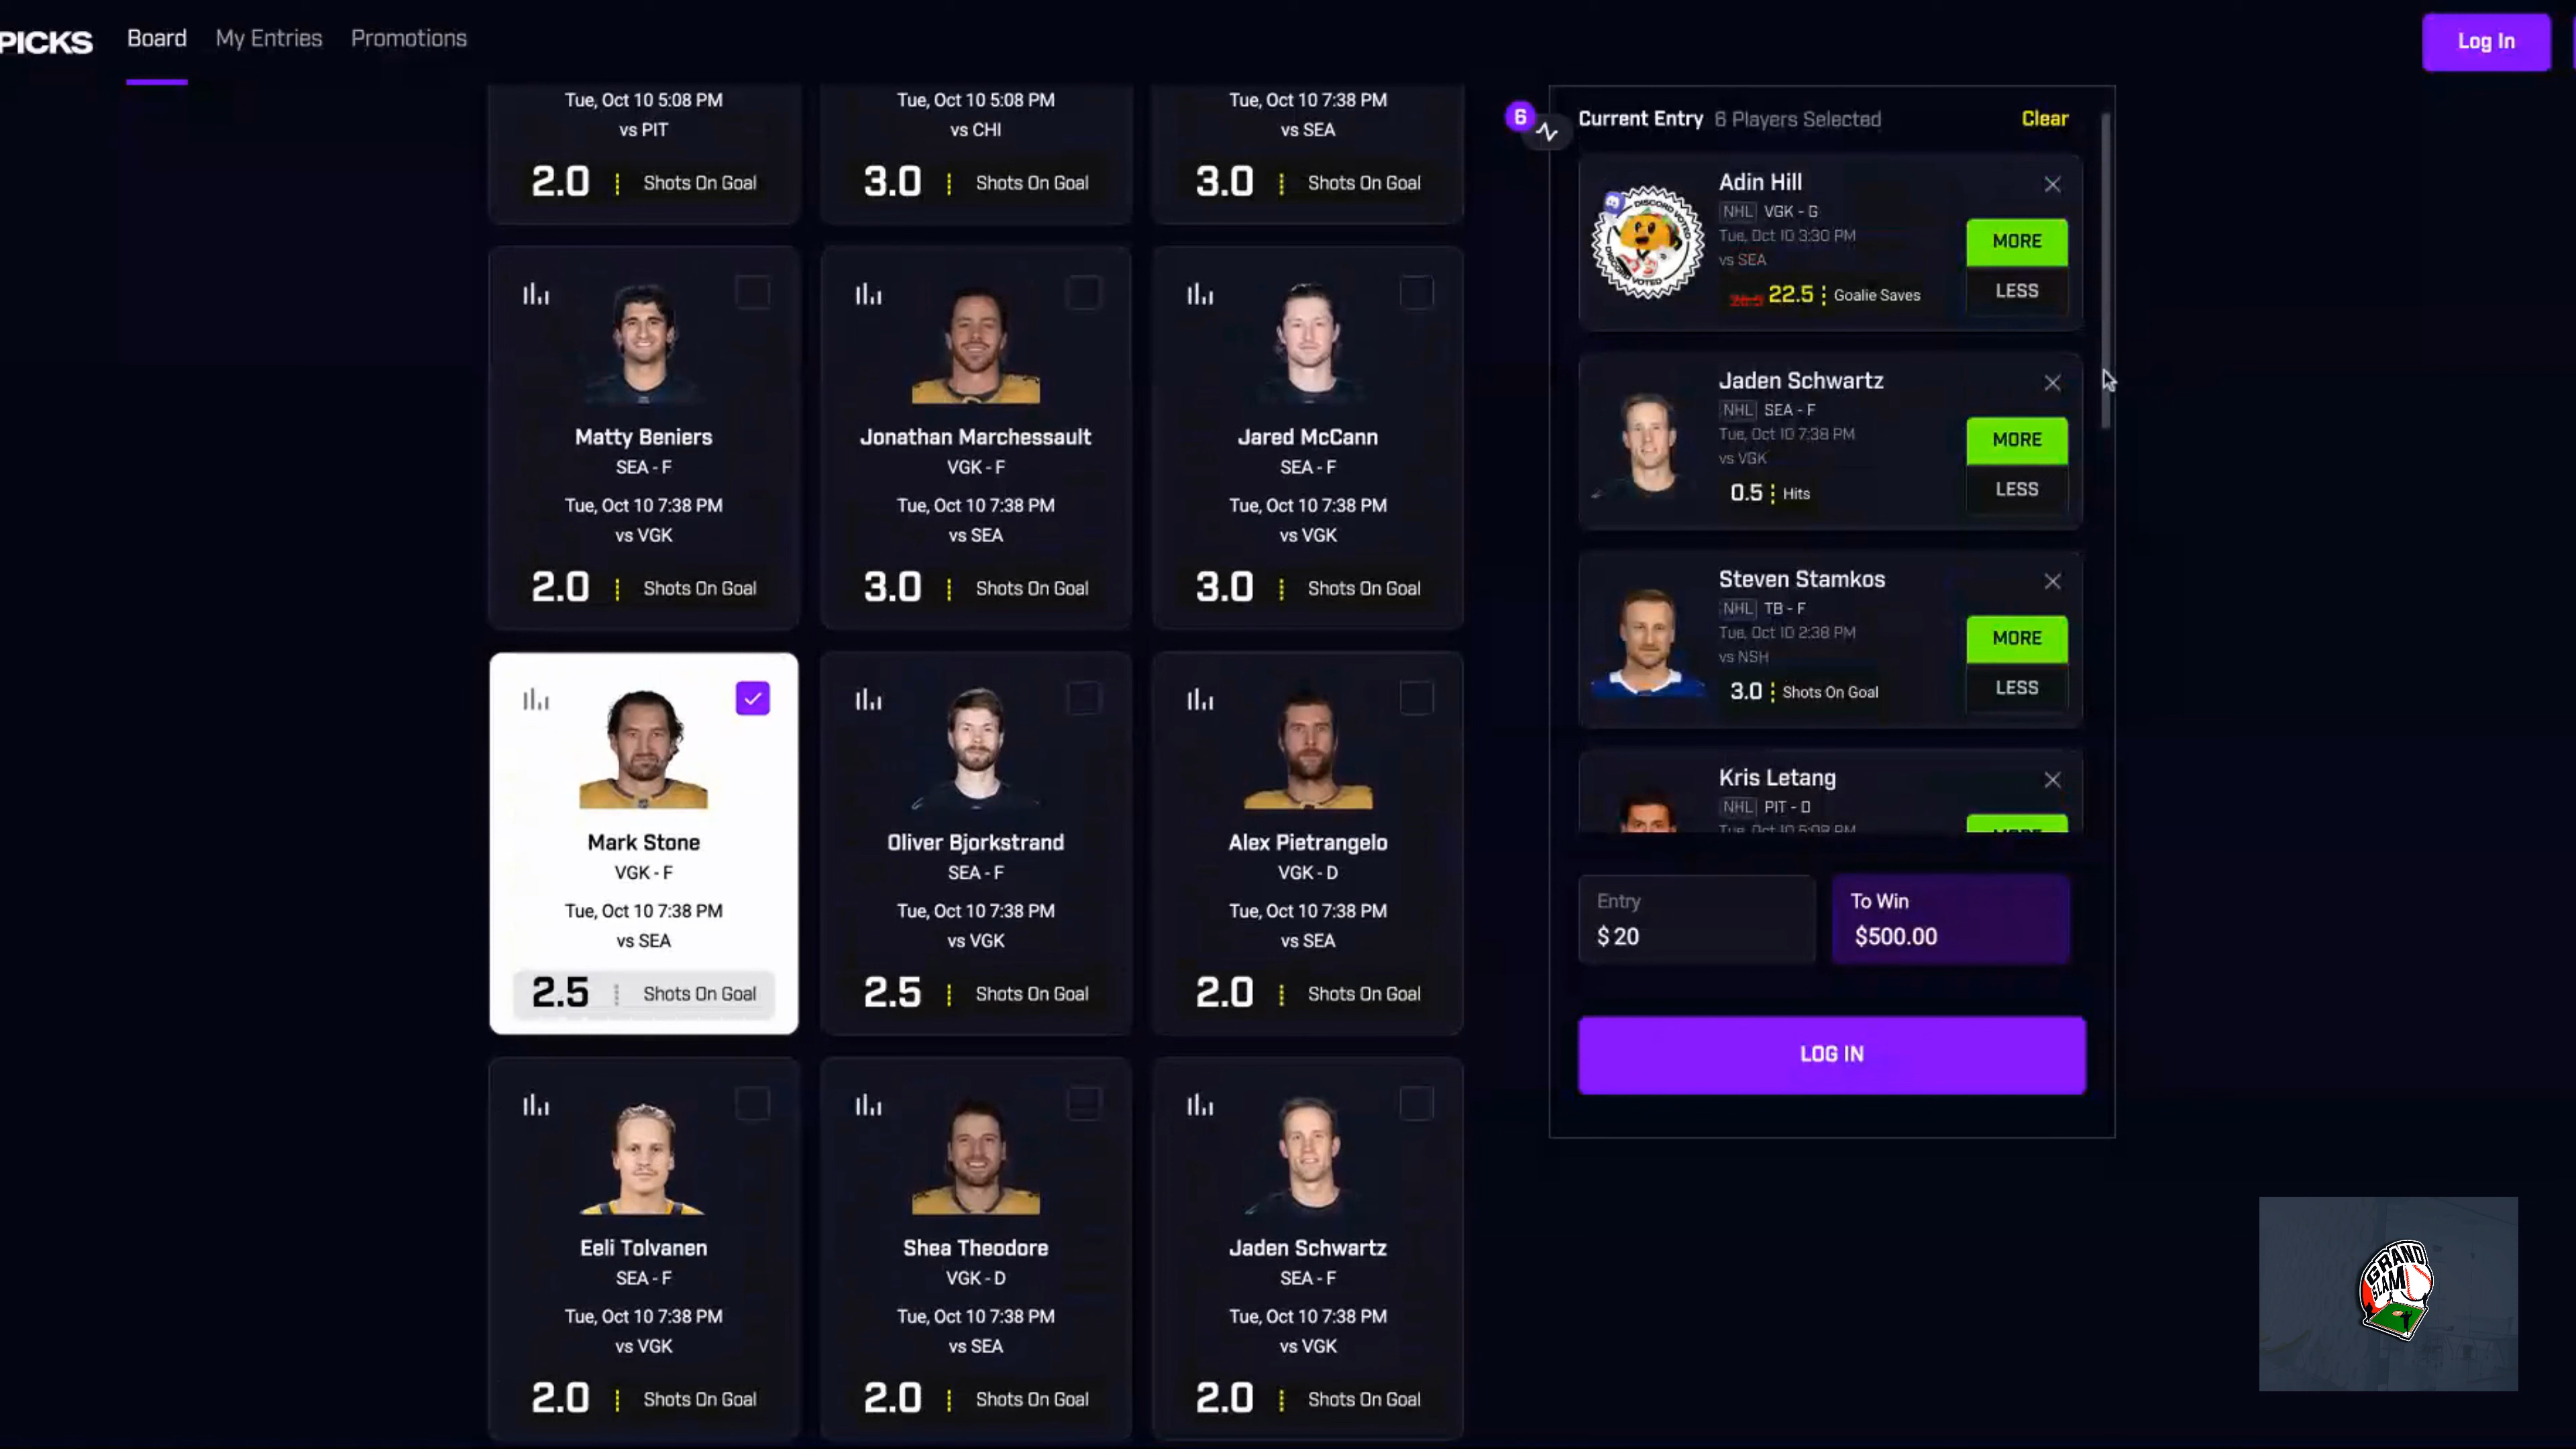 PICKS
Board
My Entries
Promotions
Log In
Tue, Oct 10 5:08 PM
vs PIT
2.0 Shots On Goal
Tue, Oct 10 5:08 PM
vs CHI
3.0 Shots On Goal
Tue, Oct 10 7:38 PM
vs SEA
3.0 Shots On Goal
Matty Beniers
SEA - F
Tue, Oct 10 7:38 PM
vs VGK
2.0 Shots On Goal
Jonathan Marchessault
VGK - F
Tue, Oct 10 7:38 PM
vs SEA
3.0 Shots On Goal
Jared McCann
SEA - F
Tue, Oct 10 7:38 PM
vs VGK
3.0 Shots On Goal
Mark Stone
VGK - F
Tue, Oct 10 7:38 PM
vs SEA
2.5 Shots On Goal
Oliver Bjorkstrand
SEA - F
Tue, Oct 10 7:38 PM
vs VGK
2.5 Shots On Goal
Alex Pietrangelo
VGK - D
Tue, Oct 10 7:38 PM
vs SEA
2.0 Shots On Goal
Eeli Tolvanen
SEA - F
Tue, Oct 10 7:38 PM
vs VGK
2.0 Shots On Goal
Shea Theodore
VGK - D
Tue, Oct 10 7:38 PM
vs SEA
2.0 Shots On Goal
Jaden Schwartz
SEA - F
Tue, Oct 10 7:38 PM
vs VGK
2.0 Shots On Goal
6
Current Entry 6 Players Selected
Clear
DISCORD VOTED
DISCORD VOTED
Adin Hill
NHL VGK - G
Tue, Oct 10 3:30 PM
vs SEA
22.5 Goalie Saves
MORE
LESS
Jaden Schwartz
NHL SEA - F
Tue, Oct 10 7:38 PM
vs VGK
0.5 Hits
MORE
LESS
Steven Stamkos
NHL TB - F
Tue, Oct 10 2:38 PM
vs NSH
3.0 Shots On Goal
MORE
LESS
Kris Letang
NHL PIT - D
Tue, Oct 10 5:08 PM
MORE
Entry
$ 20
To Win
$500.00
LOG IN
GRAND
SLAM